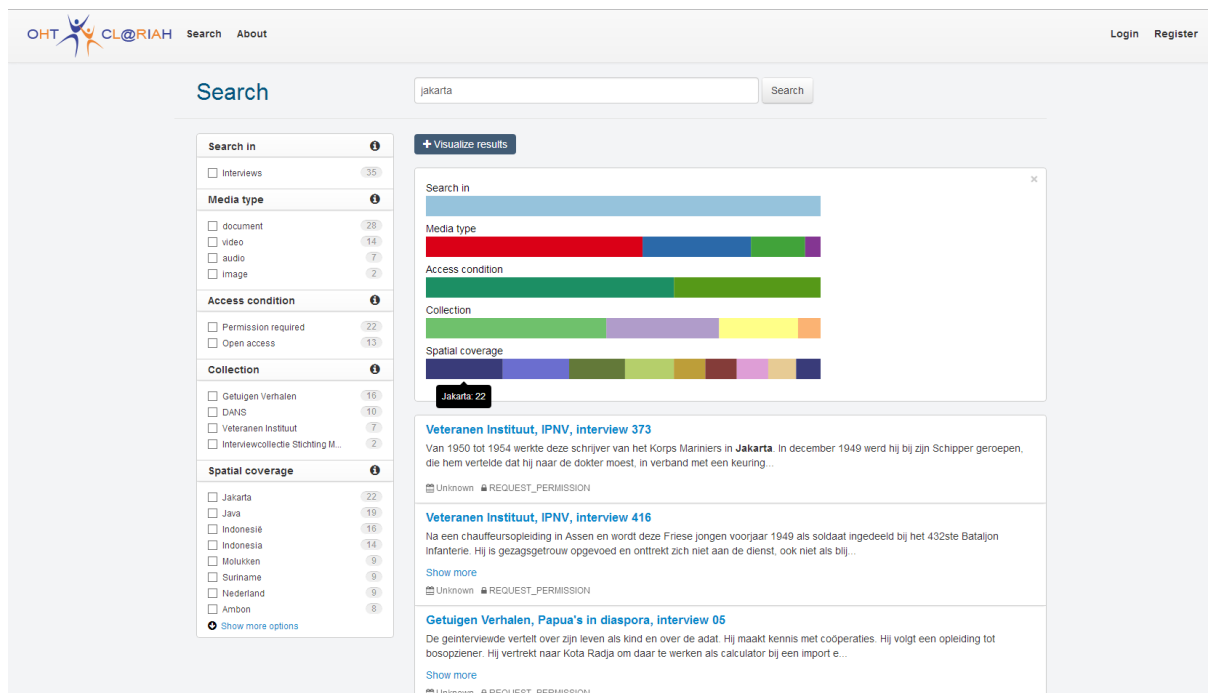 OHT CL@RIAH Search About Login Register
Search
jakarta
Search
Search in
Interviews 35
Media type
document 28
video 14
audio 7
image 2
Access condition
Permission required 22
Open access 13
Collection
Getuigen Verhalen 16
DANS 10
Veteranen Instituut 7
Interviewcollectie Stichting M... 2
Spatial coverage
Jakarta 22
Java 19
Indonesië 16
Indonesia 14
Molukken 9
Suriname 9
Nederland 9
Ambon 8
Show more options
+ Visualize results
×
Search in
Media type
Access condition
Collection
Spatial coverage
Jakarta: 22
Veteranen Instituut, IPNV, interview 373
Van 1950 tot 1954 werkte deze schrijver van het Korps Mariniers in Jakarta. In december 1949 werd hij bij zijn Schipper geroepen,
die hem vertelde dat hij naar de dokter moest, in verband met een keuring...
Unknown REQUEST_PERMISSION
Veteranen Instituut, IPNV, interview 416
Na een chauffeursopleiding in Assen en wordt deze Friese jongen voorjaar 1949 als soldaat ingedeeld bij het 432ste Bataljon
Infanterie. Hij is gezagsgetrouw opgevoed en onttrekt zich niet aan de dienst, ook niet als blij...
Show more
Unknown REQUEST_PERMISSION
Getuigen Verhalen, Papua's in diaspora, interview 05
De geinterviewde vertelt over zijn leven als kind en over de adat. Hij maakt kennis met coöperaties. Hij volgt een opleiding tot
bosopziener. Hij vertrekt naar Kota Radja om daar te werken als calculator bij een import e...
Show more
Unknown REQUEST_PERMISSION